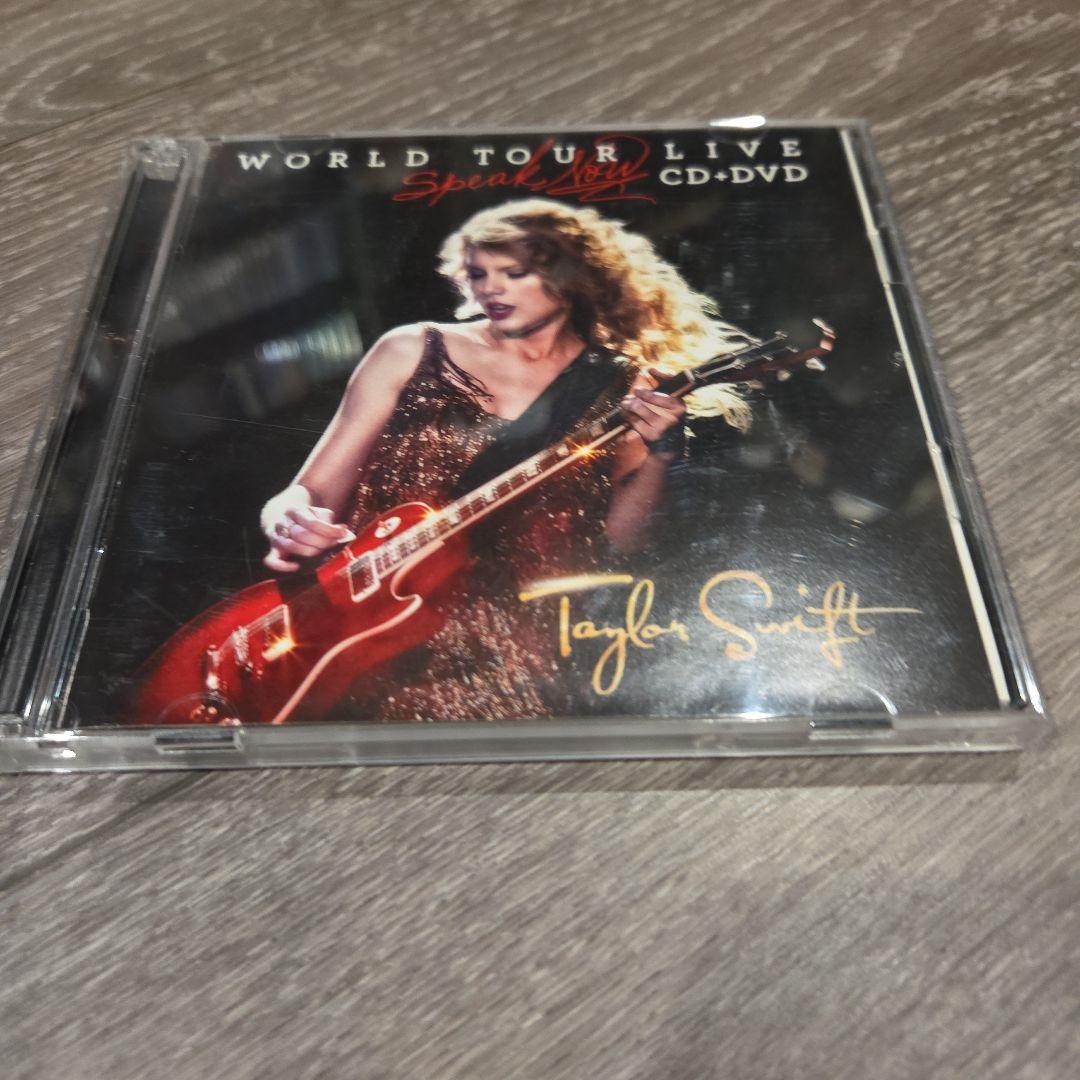 WORLD TOUR LIVE
Speak Now CD+DVD
Taylor Swift